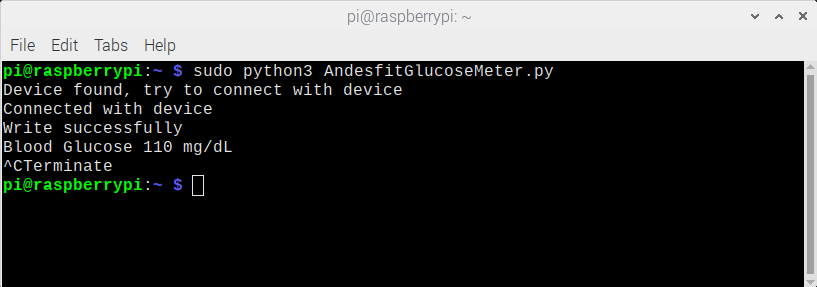 pi@raspberrypi: ~
File Edit Tabs Help
pi@raspberrypi:~ $ sudo python3 AndesfitGlucoseMeter.py
Device found, try to connect with device
Connected with device
Write successfully
Blood Glucose 110 mg/dL
^CTerminate
pi@raspberrypi:~ $